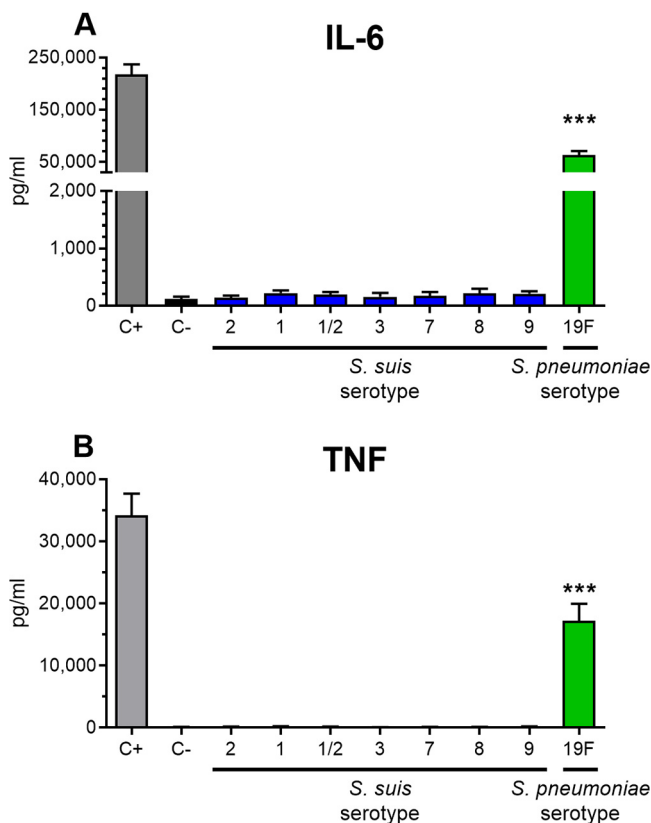 A
IL-6
250,000
150,000
50,000
2,000
1,000
0
pg/ml
***
C+ C- 2 1 1/2 3 7 8 9 19F
S. suis S. pneumoniae
serotype serotype
B
TNF
40,000
30,000
20,000
10,000
0
pg/ml
***
C+ C- 2 1 1/2 3 7 8 9 19F
S. suis S. pneumoniae
serotype serotype